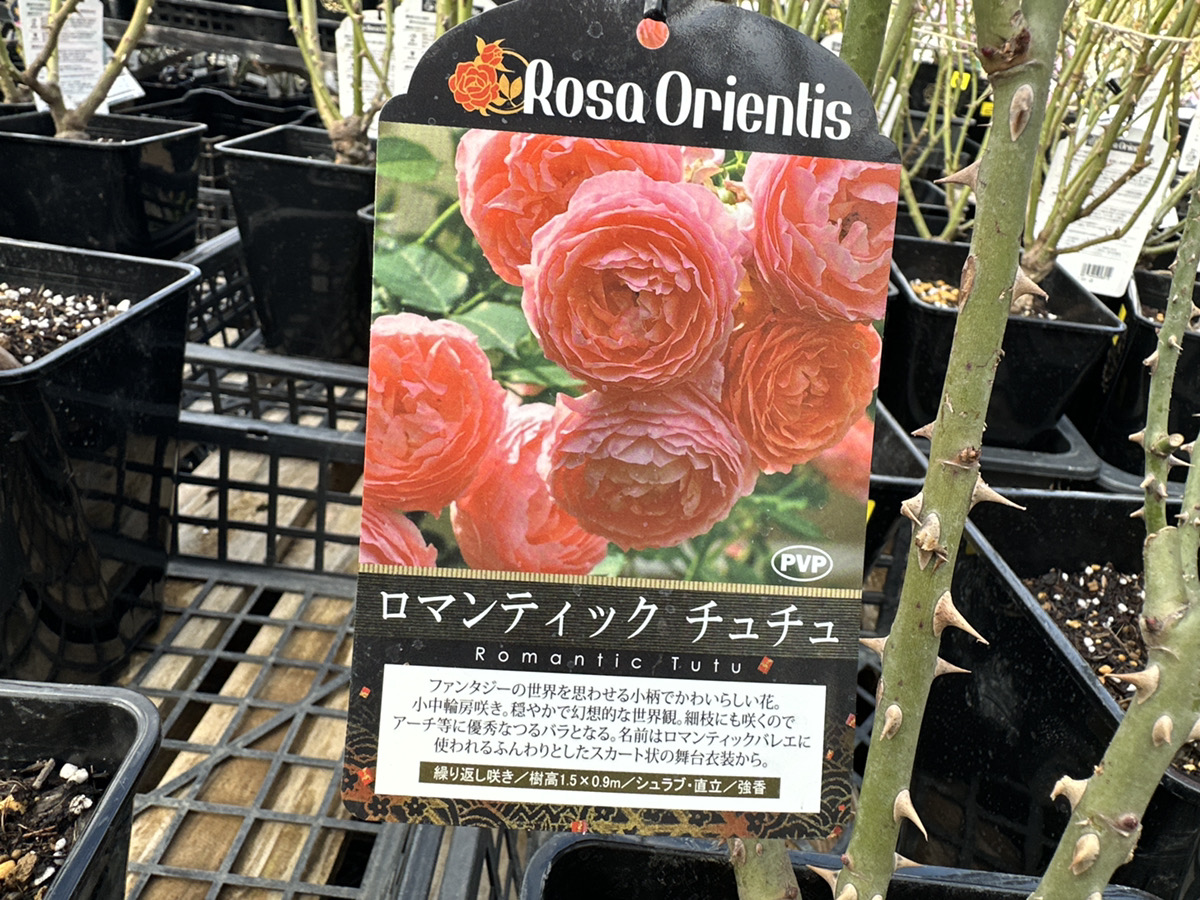 Rosa Orientis
PVP
ロマンティック チュチュ
Romantic Tutu
ファンタジーの世界を思わせる小柄でかわいらしい花。
小中輪房咲き。穏やかで幻想的な世界観。細枝にも咲くので
アーチ等に優秀なつるバラとなる。名前はロマンティックバレエに
使われるふんわりとしたスカート状の舞台衣装から。
繰り返し咲き／樹高1.5×0.9m／シュラブ・直立／強香